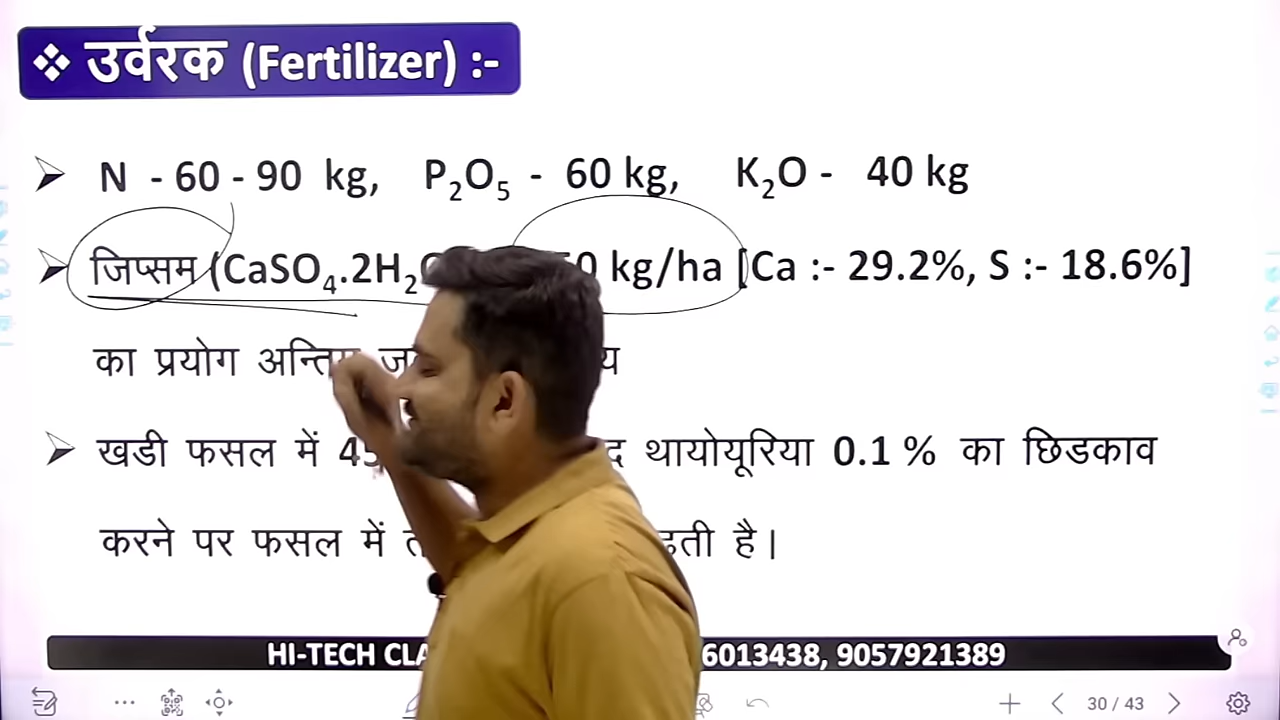 ❖ उर्वरक (Fertilizer) :-
➢ N - 60 - 90 kg, P₂O₅ - 60 kg, K₂O - 40 kg
➢ जिप्सम (CaSO₄.2H₂ kg/ha [Ca :- 29.2%, S :- 18.6%]
का प्रयोग
➢ खडी फसल में थायोयूरिया 0.1 % का छिडकाव
करने पर फसल में है।
HI-TECH 6013438, 9057921389
30 / 43